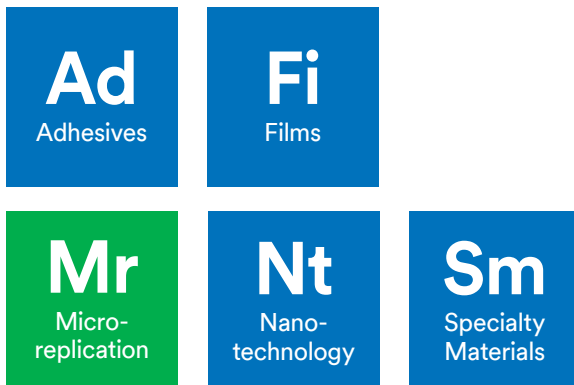 Ad
Adhesives
Fi
Films
Mr
Micro-
replication
Nt
Nano-
technology
Sm
Specialty
Materials